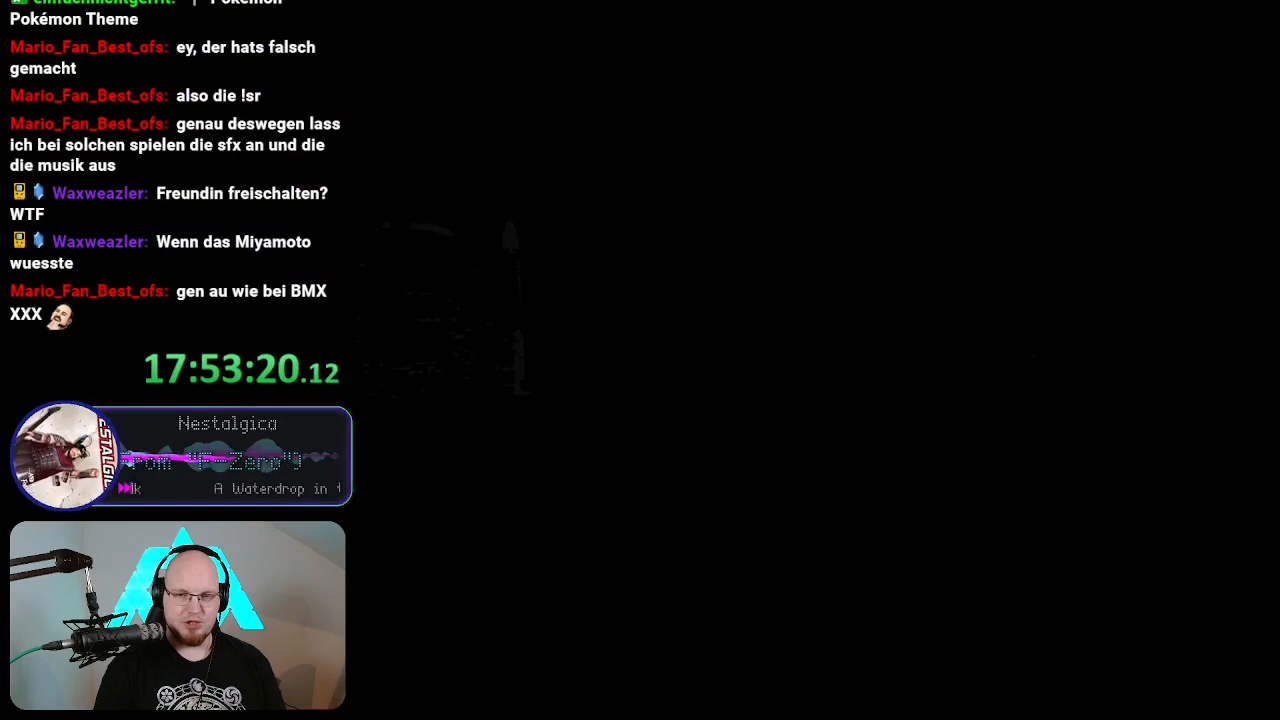 Pokémon Theme
Mario_Fan_Best_ofs: ey, der hats falsch
gemacht
Mario_Fan_Best_ofs: also die !sr
Mario_Fan_Best_ofs: genau deswegen lass
ich bei solchen spielen die sfx an und die
die musik aus
Waxweazler: Freundin freischalten?
WTF
Waxweazler: Wenn das Miyamoto
wuesste
Mario_Fan_Best_ofs: gen au wie bei BMX
XXX
17:53:20.12
Nestalgica
From "F-Zero")
A Waterdrop in